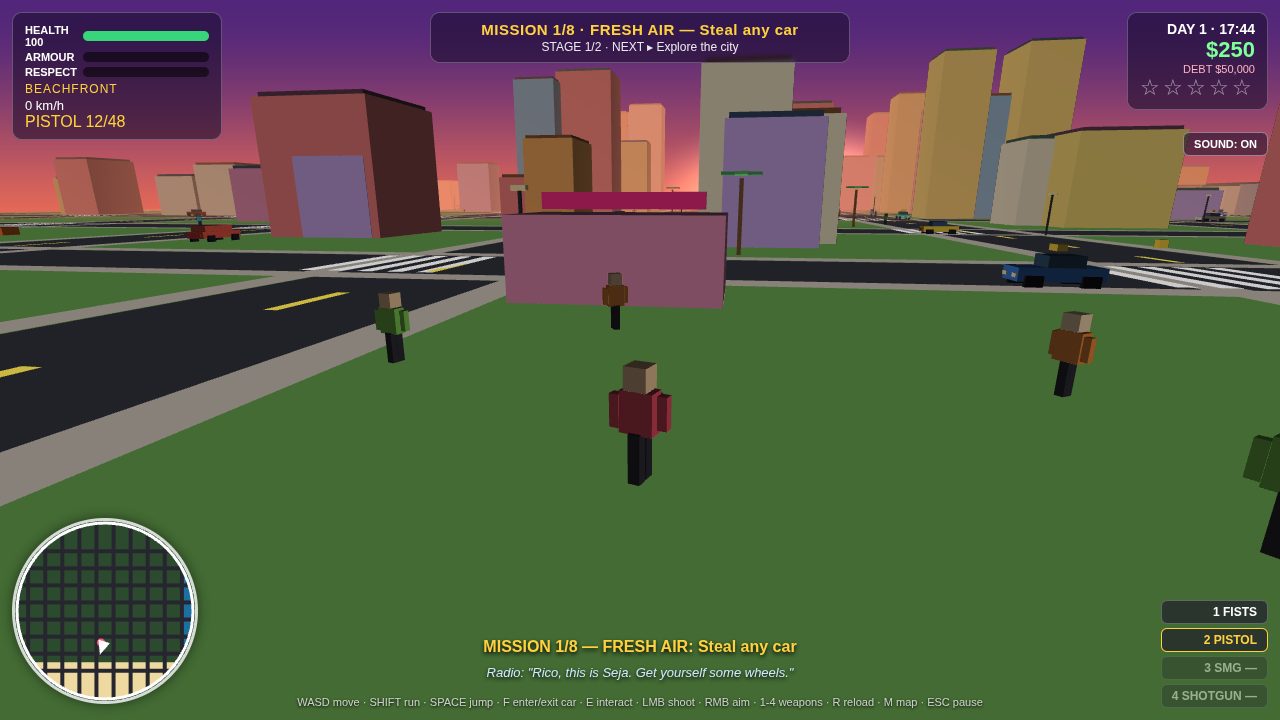 HEALTH
100
ARMOUR
RESPECT
BEACHFRONT
0 km/h
PISTOL 12/48
MISSION 1/8 · FRESH AIR — Steal any car
STAGE 1/2 · NEXT ▸ Explore the city
DAY 1 · 17:44
$250
DEBT $50,000
☆☆☆☆☆
SOUND: ON
1 FISTS
2 PISTOL
3 SMG —
4 SHOTGUN —
MISSION 1/8 — FRESH AIR: Steal any car
Radio: "Rico, this is Seja. Get yourself some wheels."
WASD move · SHIFT run · SPACE jump · F enter/exit car · E interact · LMB shoot · RMB aim · 1-4 weapons · R reload · M map · ESC pause